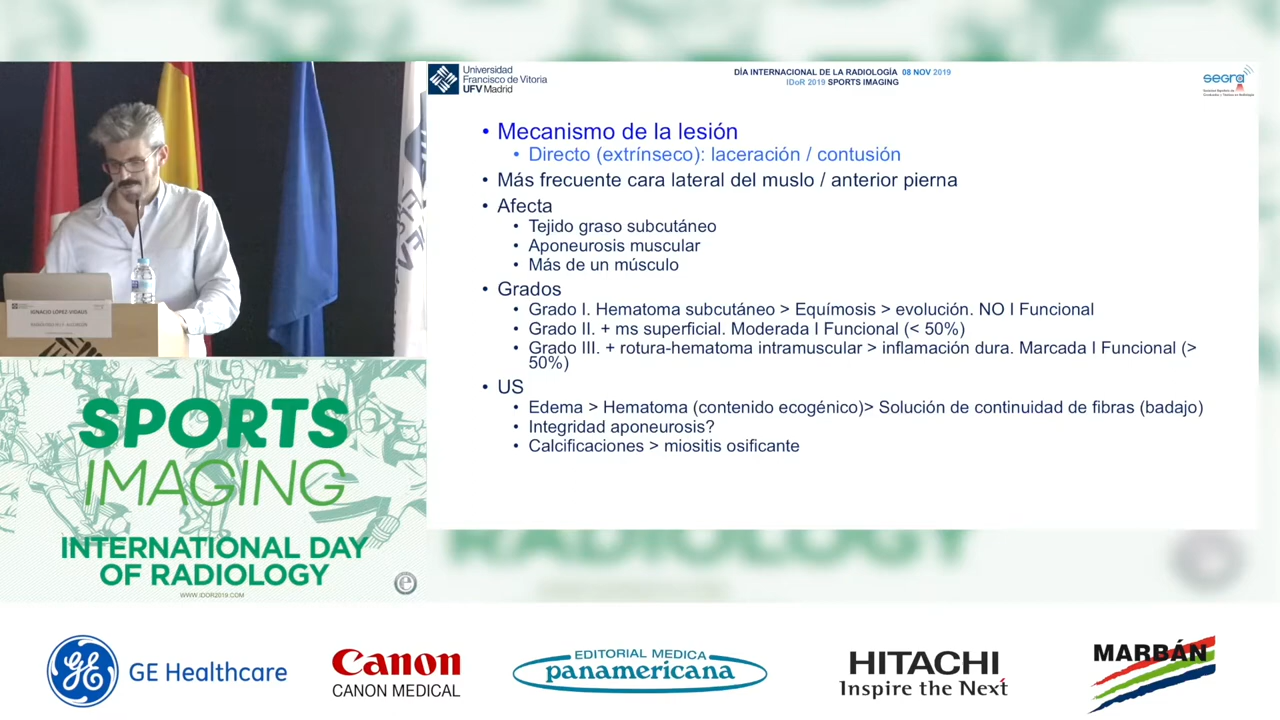 Universidad
Francisco de Vitoria
UFV Madrid
DÍA INTERNACIONAL DE LA RADIOLOGÍA 08 NOV 2019
IDoR 2019 SPORTS IMAGING
segra
• Mecanismo de la lesión
• Directo (extrínseco): laceración / contusión
• Más frecuente cara lateral del muslo / anterior pierna
• Afecta
• Tejido graso subcutáneo
• Aponeurosis muscular
• Más de un músculo
• Grados
• Grado I. Hematoma subcutáneo > Equímosis > evolución. NO I Funcional
• Grado II. + ms superficial. Moderada I Funcional (< 50%)
• Grado III. + rotura-hematoma intramuscular > inflamación dura. Marcada I Funcional (>
50%)
• US
• Edema > Hematoma (contenido ecogénico)> Solución de continuidad de fibras (badajo)
• Integridad aponeurosis?
• Calcificaciones > miositis osificante
IGNACIO LÓPEZ-VIDAUS
SPORTS
IMAGING
INTERNATIONAL DAY
OF RADIOLOGY
WWW.IDOR2019.COM
RADIOLOGY
GE Healthcare
Canon
CANON MEDICAL
EDITORIAL MEDICA
panamericana
HITACHI
Inspire the Next
MARBÁN